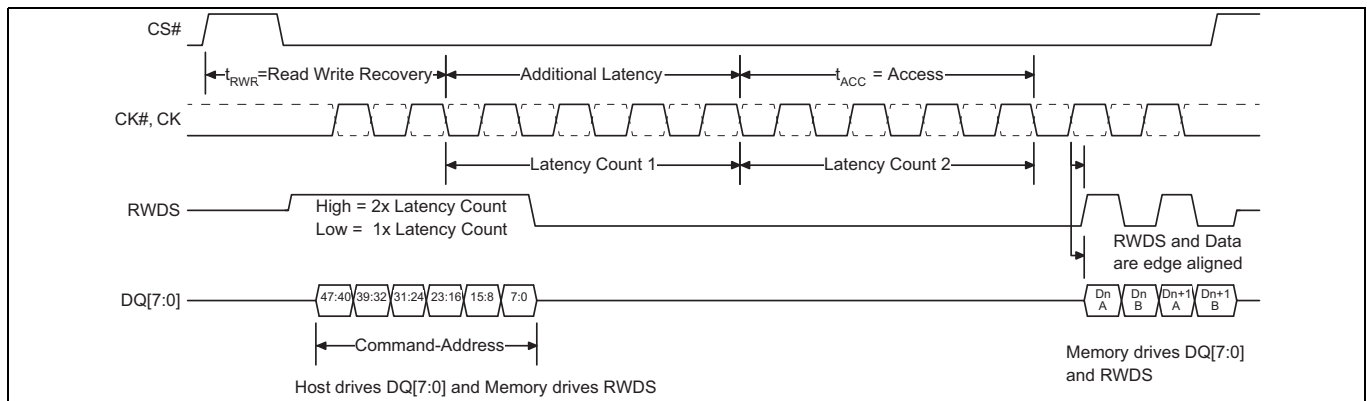 CS#
tRWR=Read Write Recovery
Additional Latency
tACC = Access
CK#, CK
Latency Count 1
Latency Count 2
RWDS
High = 2x Latency Count
Low = 1x Latency Count
RWDS and Data
are edge aligned
DQ[7:0]
47:40 39:32 31:24 23:16 15:8 7:0
Dn A
Dn B
Dn+1 A
Dn+1 B
Command-Address
Memory drives DQ[7:0]
and RWDS
Host drives DQ[7:0] and Memory drives RWDS